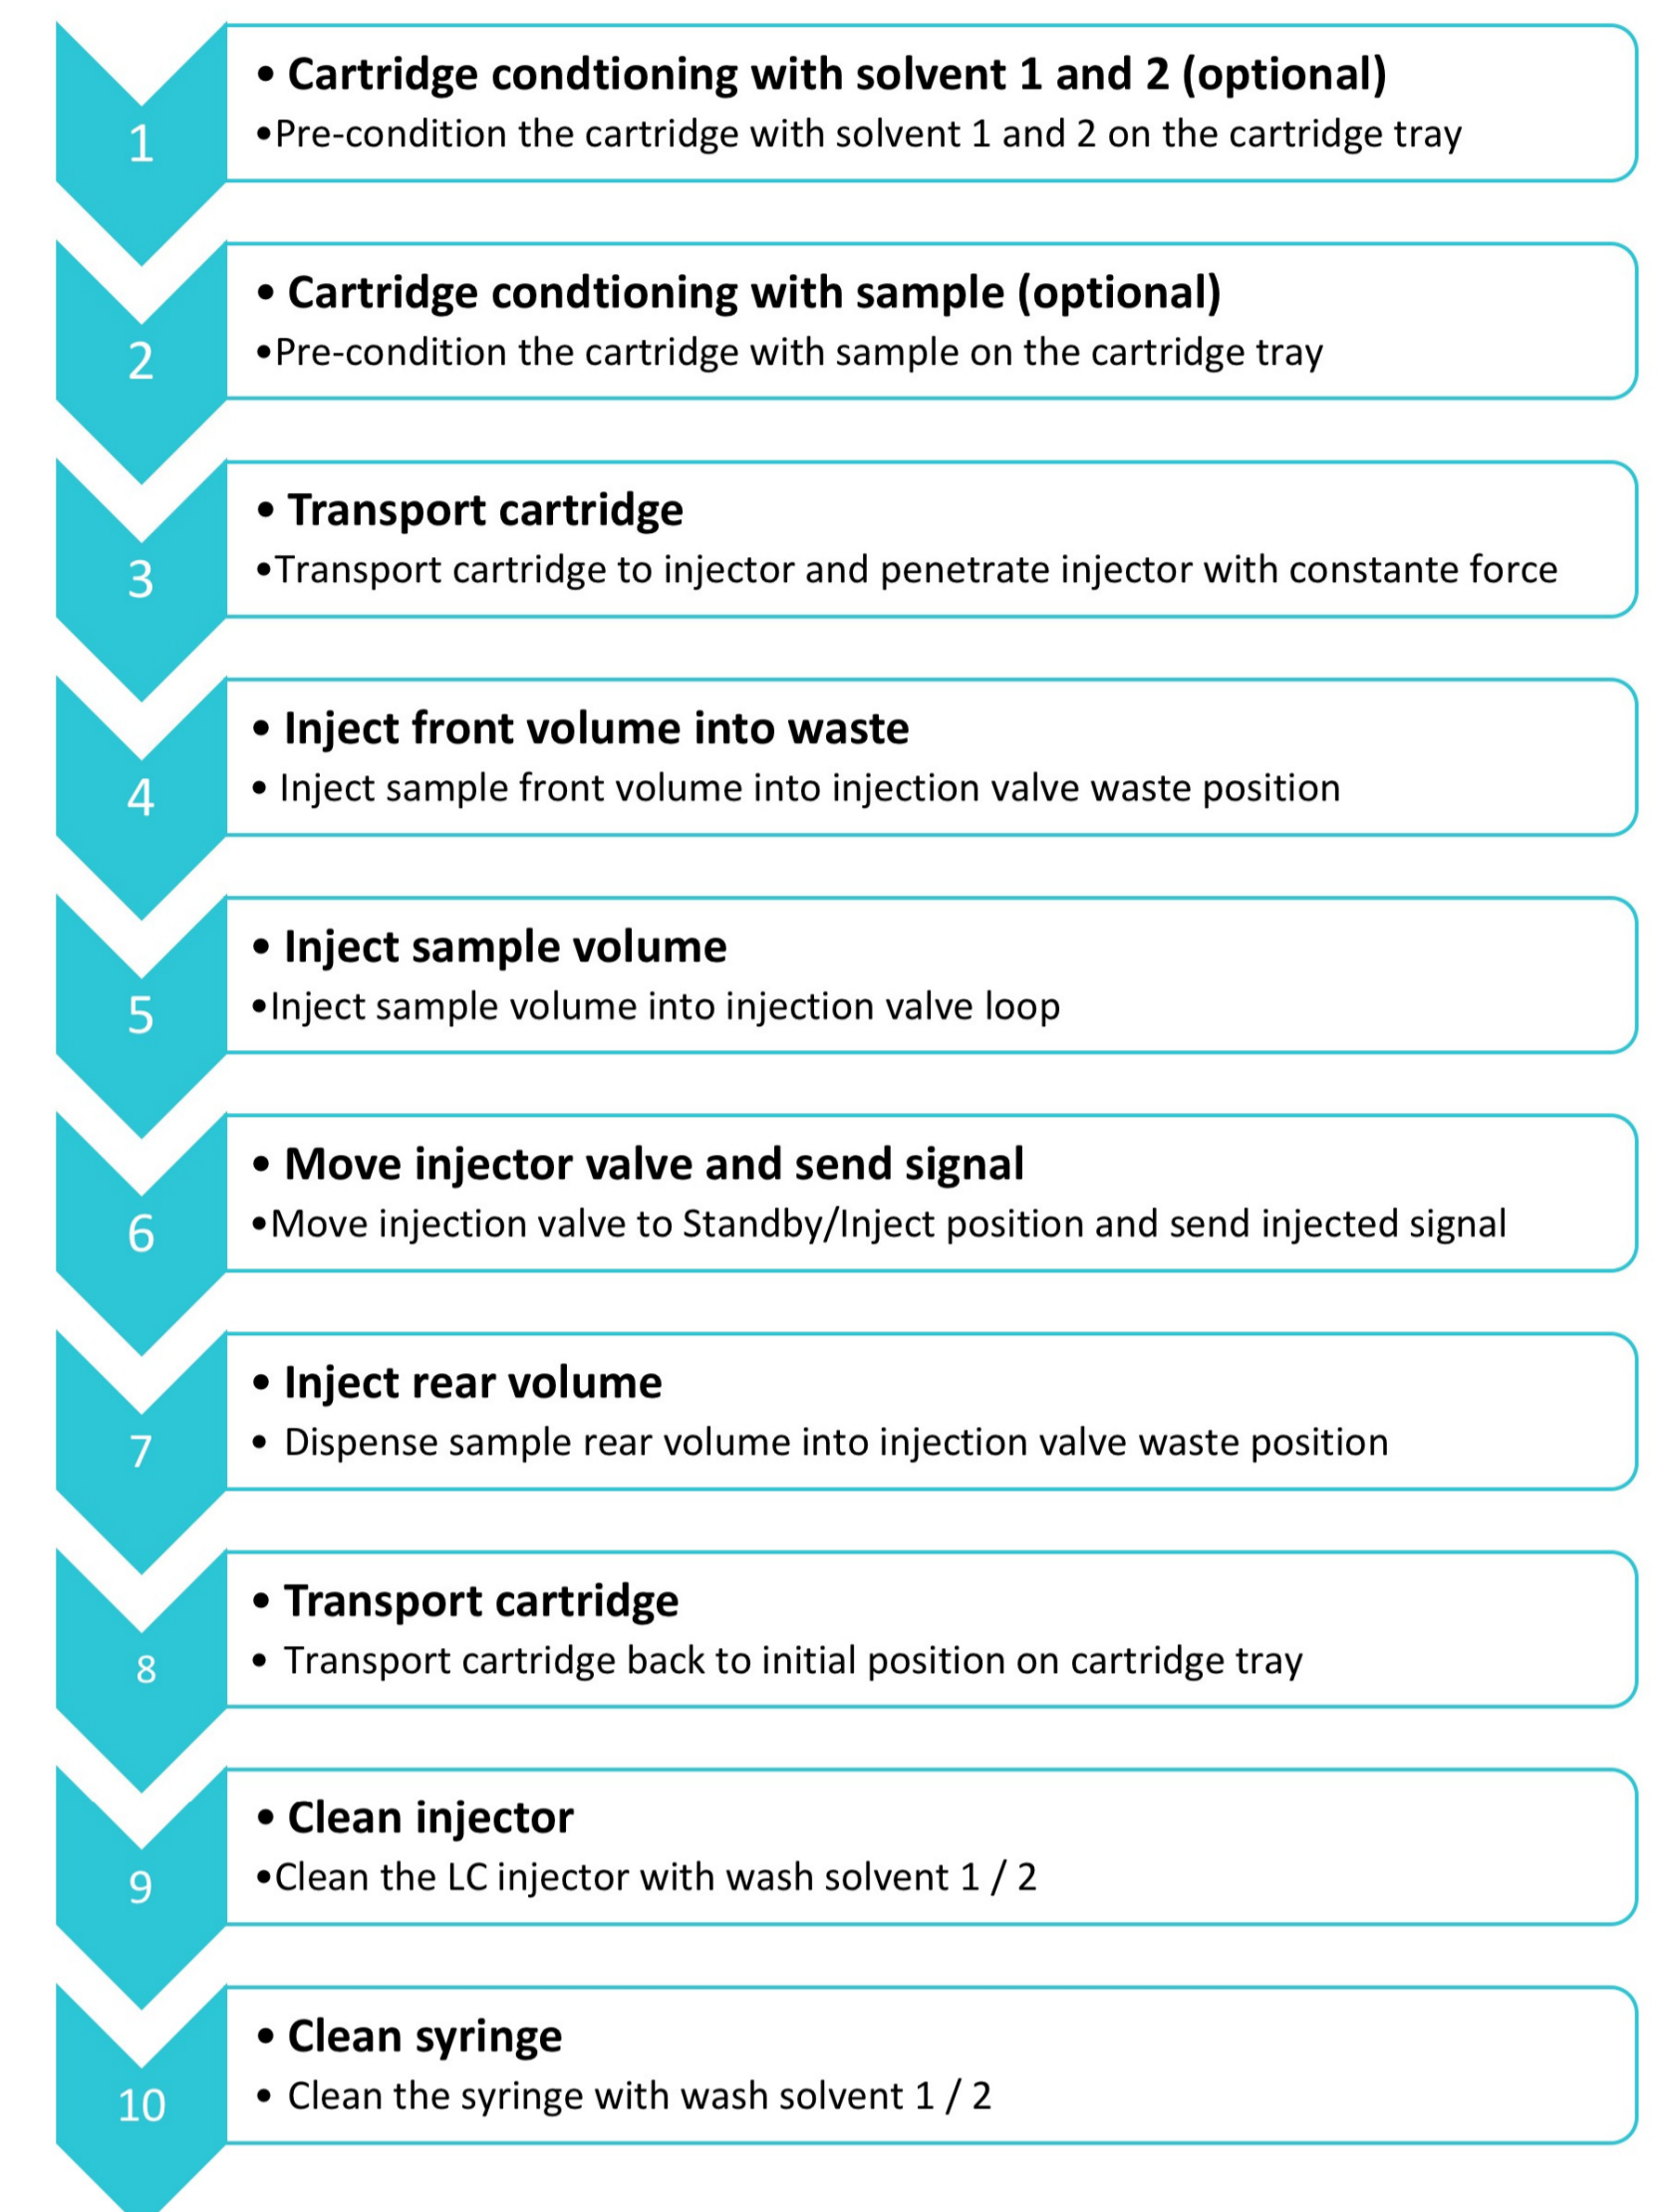 1
• Cartridge condtioning with solvent 1 and 2 (optional)
•Pre-condition the cartridge with solvent 1 and 2 on the cartridge tray
2
• Cartridge condtioning with sample (optional)
•Pre-condition the cartridge with sample on the cartridge tray
3
• Transport cartridge
•Transport cartridge to injector and penetrate injector with constante force
4
• Inject front volume into waste
• Inject sample front volume into injection valve waste position
5
• Inject sample volume
•Inject sample volume into injection valve loop
6
• Move injector valve and send signal
•Move injection valve to Standby/Inject position and send injected signal
7
• Inject rear volume
• Dispense sample rear volume into injection valve waste position
8
• Transport cartridge
• Transport cartridge back to initial position on cartridge tray
9
• Clean injector
•Clean the LC injector with wash solvent 1 / 2
10
• Clean syringe
• Clean the syringe with wash solvent 1 / 2